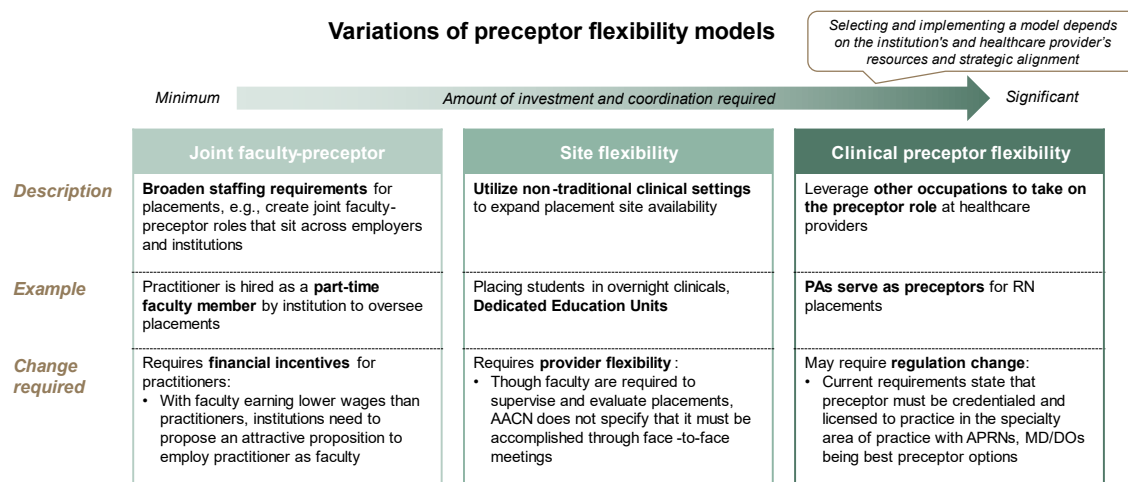 Variations of preceptor flexibility models
Selecting and implementing a model depends
on the institution's and healthcare provider's
resources and strategic alignment
Minimum
Amount of investment and coordination required
Significant
Joint faculty-preceptor
Site flexibility
Clinical preceptor flexibility
Description
Broaden staffing requirements for
placements, e.g., create joint faculty-
preceptor roles that sit across employers
and institutions
Utilize non-traditional clinical settings
to expand placement site availability
Leverage other occupations to take on
the preceptor role at healthcare
providers
Example
Practitioner is hired as a part-time
faculty member by institution to oversee
placements
Placing students in overnight clinicals,
Dedicated Education Units
PAs serve as preceptors for RN
placements
Change
required
Requires financial incentives for
practitioners:
• With faculty earning lower wages than
practitioners, institutions need to
propose an attractive proposition to
employ practitioner as faculty
Requires provider flexibility :
• Though faculty are required to
supervise and evaluate placements,
AACN does not specify that it must be
accomplished through face -to-face
meetings
May require regulation change:
• Current requirements state that
preceptor must be credentialed and
licensed to practice in the specialty
area of practice with APRNs, MD/DOs
being best preceptor options